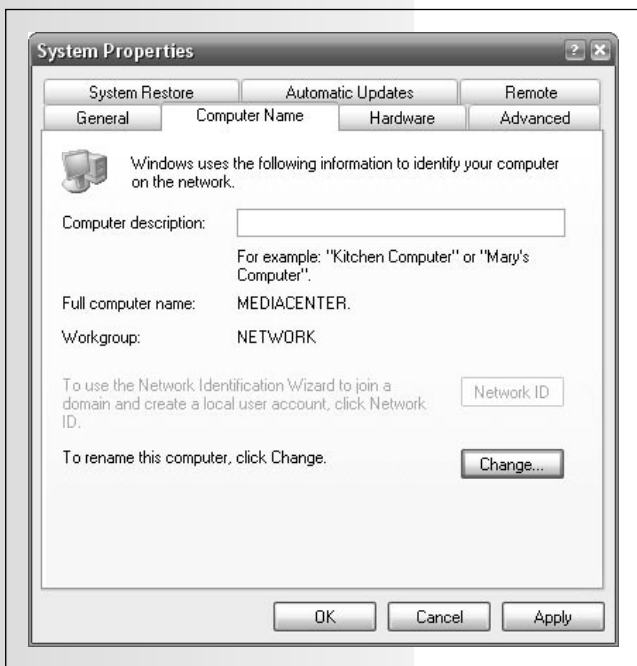 System Properties
System Restore Automatic Updates Remote
General Computer Name Hardware Advanced
Windows uses the following information to identify your computer
on the network.
Computer description:
For example: "Kitchen Computer" or "Mary's
Computer".
Full computer name: MEDIACENTER.
Workgroup: NETWORK
To use the Network Identification Wizard to join a
domain and create a local user account, click Network
ID.
Network ID
To rename this computer, click Change.
Change...
OK Cancel Apply